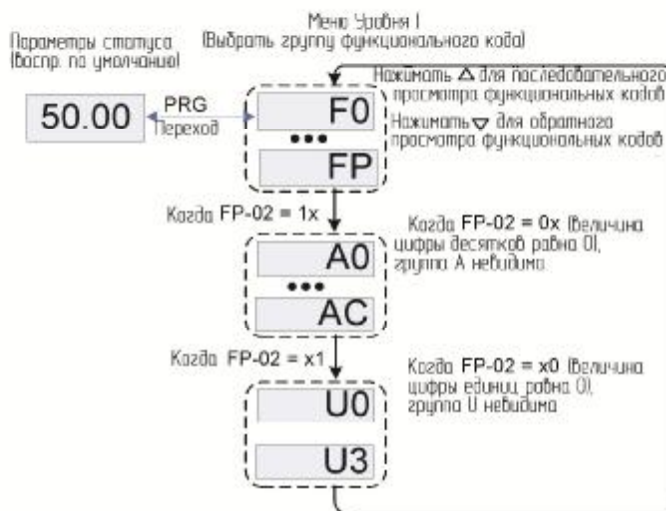 Меню Уровня I
(Выбрать группу функционального кода)
Параметры статуса
(воспр. по умолчанию)
50.00
PRG
Переход
F0
•••
FP
Нажимать △ для последовательного
просмотра функциональных кодов
Нажимать ▽ для обратного
просмотра функциональных кодов
Когда FP-02 = 1x
A0
•••
AC
Когда FP-02 = 0x (величина
цифры десятков равна 0),
группа А невидима
Когда FP-02 = x1
U0
U3
Когда FP-02 = x0 (величина
цифры единиц равна 0),
группа U невидима